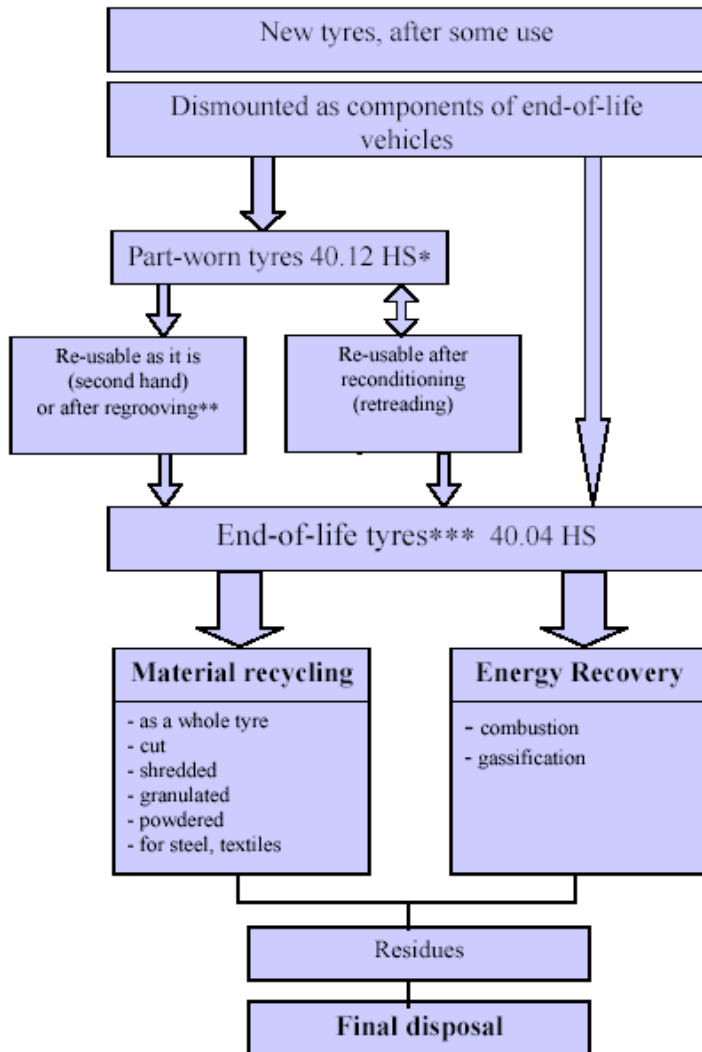 New tyres, after some use
Dismounted as components of end-of-life
vehicles
Part-worn tyres 40.12 HS*
Re-usable as it is
(second hand)
or after regrooving**
Re-usable after
reconditioning
(retreading)
End-of-life tyres*** 40.04 HS
Material recycling
- as a whole tyre
- cut
- shredded
- granulated
- powdered
- for steel, textiles
Energy Recovery
- combustion
- gassification
Residues
Final disposal